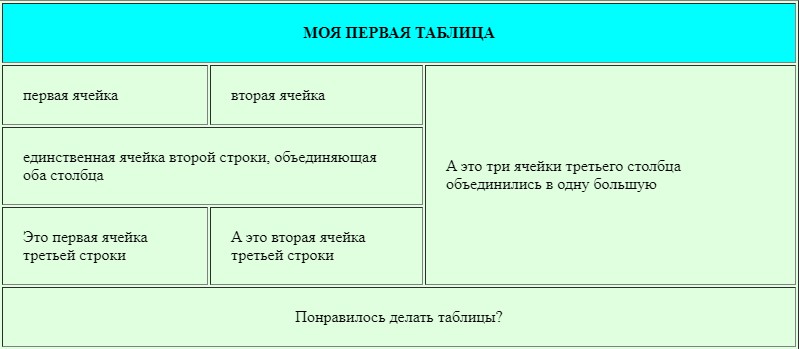 МОЯ ПЕРВАЯ ТАБЛИЦА
первая ячейка
вторая ячейка
А это три ячейки третьего столбца
объединились в одну большую
единственная ячейка второй строки, объединяющая
оба столбца
Это первая ячейка
третьей строки
А это вторая ячейка
третьей строки
Понравилось делать таблицы?